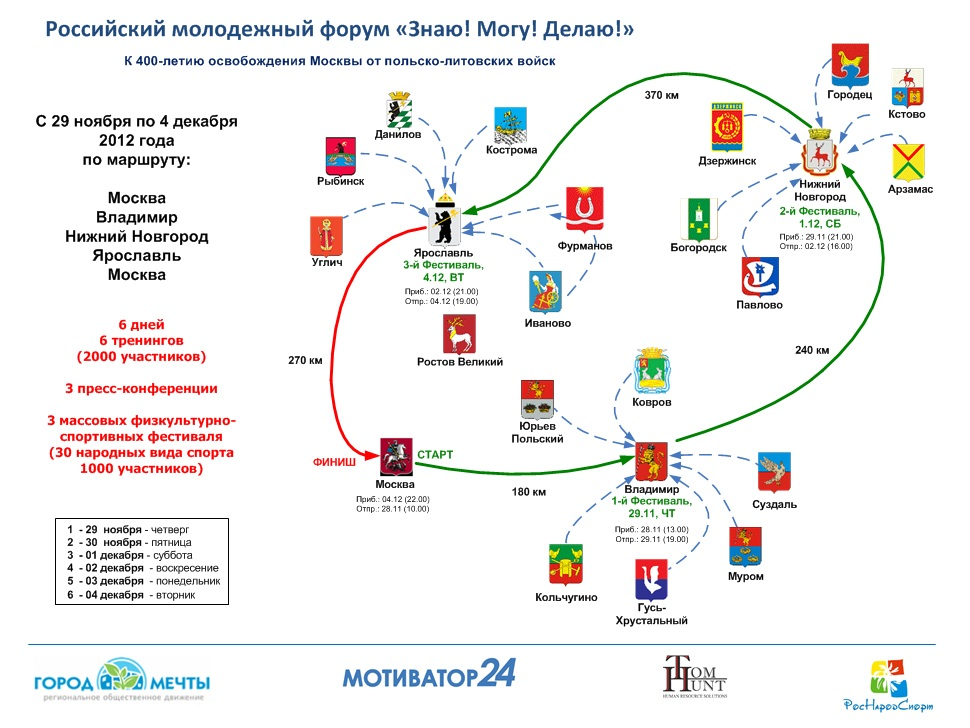 Российский молодежный форум «Знаю! Могу! Делаю!»
К 400-летию освобождения Москвы от польско-литовских войск
С 29 ноября по 4 декабря
2012 года
по маршруту:
Москва
Владимир
Нижний Новгород
Ярославль
Москва
6 дней
6 тренингов
(2000 участников)
3 пресс-конференции
3 массовых физкультурно-
спортивных фестиваля
(30 народных вида спорта
1000 участников)
1 - 29 ноября - четверг
2 - 30 ноября - пятница
3 - 01 декабря - суббота
4 - 02 декабря - воскресение
5 - 03 декабря - понедельник
6 - 04 декабря - вторник
Данилов
Кострома
Рыбинск
Углич
Ярославль
3-й Фестиваль,
4.12, ВТ
Приб.: 02.12 (21.00)
Отпр.: 04.12 (19.00)
Фурманов
Иваново
Ростов Великий
370 км
Городец
Кстово
Дзержинск
Арзамас
Нижний
Новгород
2-й Фестиваль,
1.12, СБ
Приб.: 29.11 (21.00)
Отпр.: 02.12 (16.00)
Богородск
Павлово
240 км
270 км
Ковров
Юрьев
Польский
ФИНИШ
СТАРТ
Москва
Приб.: 04.12 (22.00)
Отпр.: 28.11 (10.00)
180 км
Владимир
1-й Фестиваль,
29.11, ЧТ
Приб.: 28.11 (13.00)
Отпр.: 29.11 (19.00)
Суздаль
Муром
Кольчугино
Гусь-
Хрустальный
ГОРОД МЕЧТЫ
региональное общественное движение
МОТИВАТОР24
TOM HUNT
HUMAN RESOURCE SOLUTIONS
РосНародСпорт